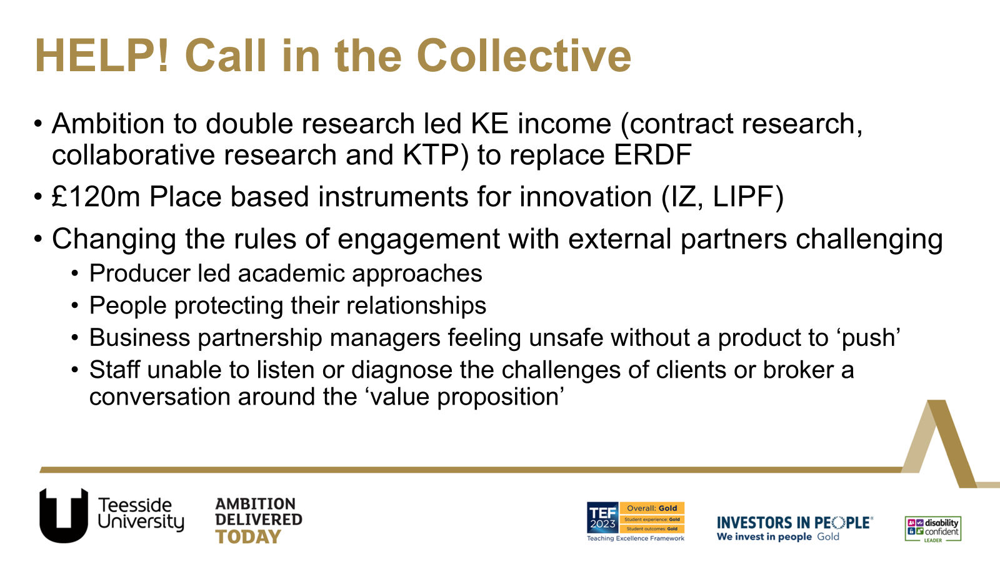 HELP! Call in the Collective
• Ambition to double research led KE income (contract research,
collaborative research and KTP) to replace ERDF
• £120m Place based instruments for innovation (IZ, LIPF)
• Changing the rules of engagement with external partners challenging
• Producer led academic approaches
• People protecting their relationships
• Business partnership managers feeling unsafe without a product to ‘push’
• Staff unable to listen or diagnose the challenges of clients or broker a
conversation around the ‘value proposition’
Teesside
University
AMBITION
DELIVERED
TODAY
TEF
2023
Overall: Gold
Student experience: Gold
Student outcomes: Gold
Teaching Excellence Framework
INVESTORS IN PEOPLE®
We invest in people Gold
disability
confident
LEADER